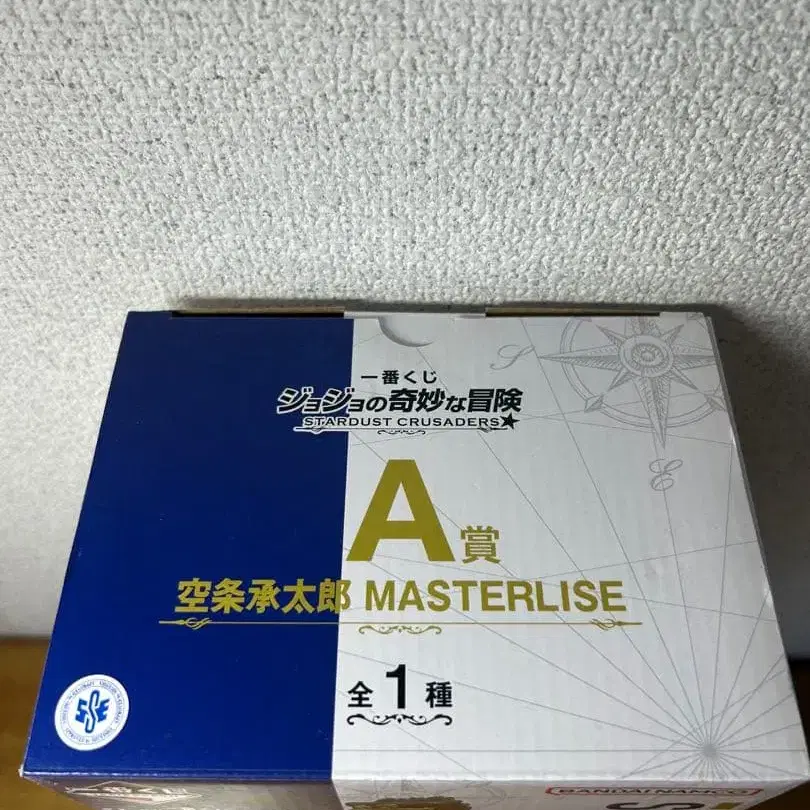 一番くじ
ジョジョの奇妙な冒険
STARDUST CRUSADERS
A賞
空条承太郎 MASTERLISE
全1種
S
E
BANDAI NAMCO